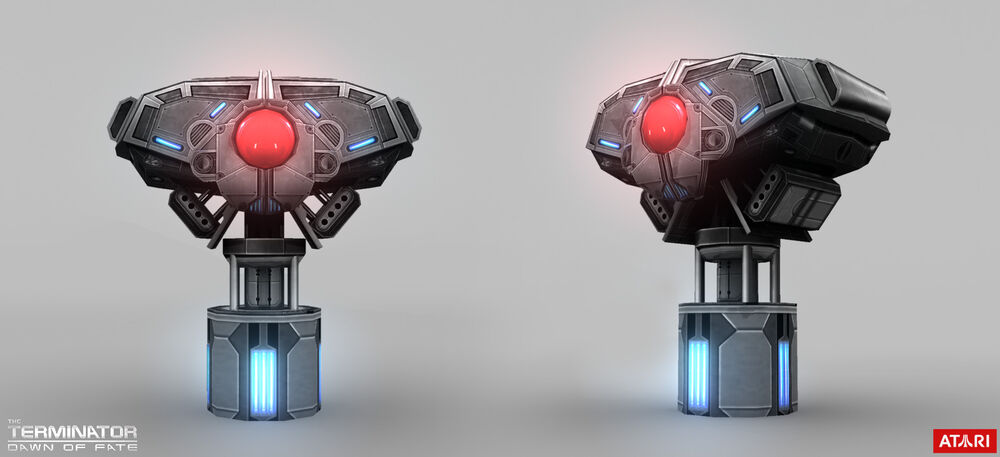 THE
TERMINATOR
DAWN OF FATE
ATARI